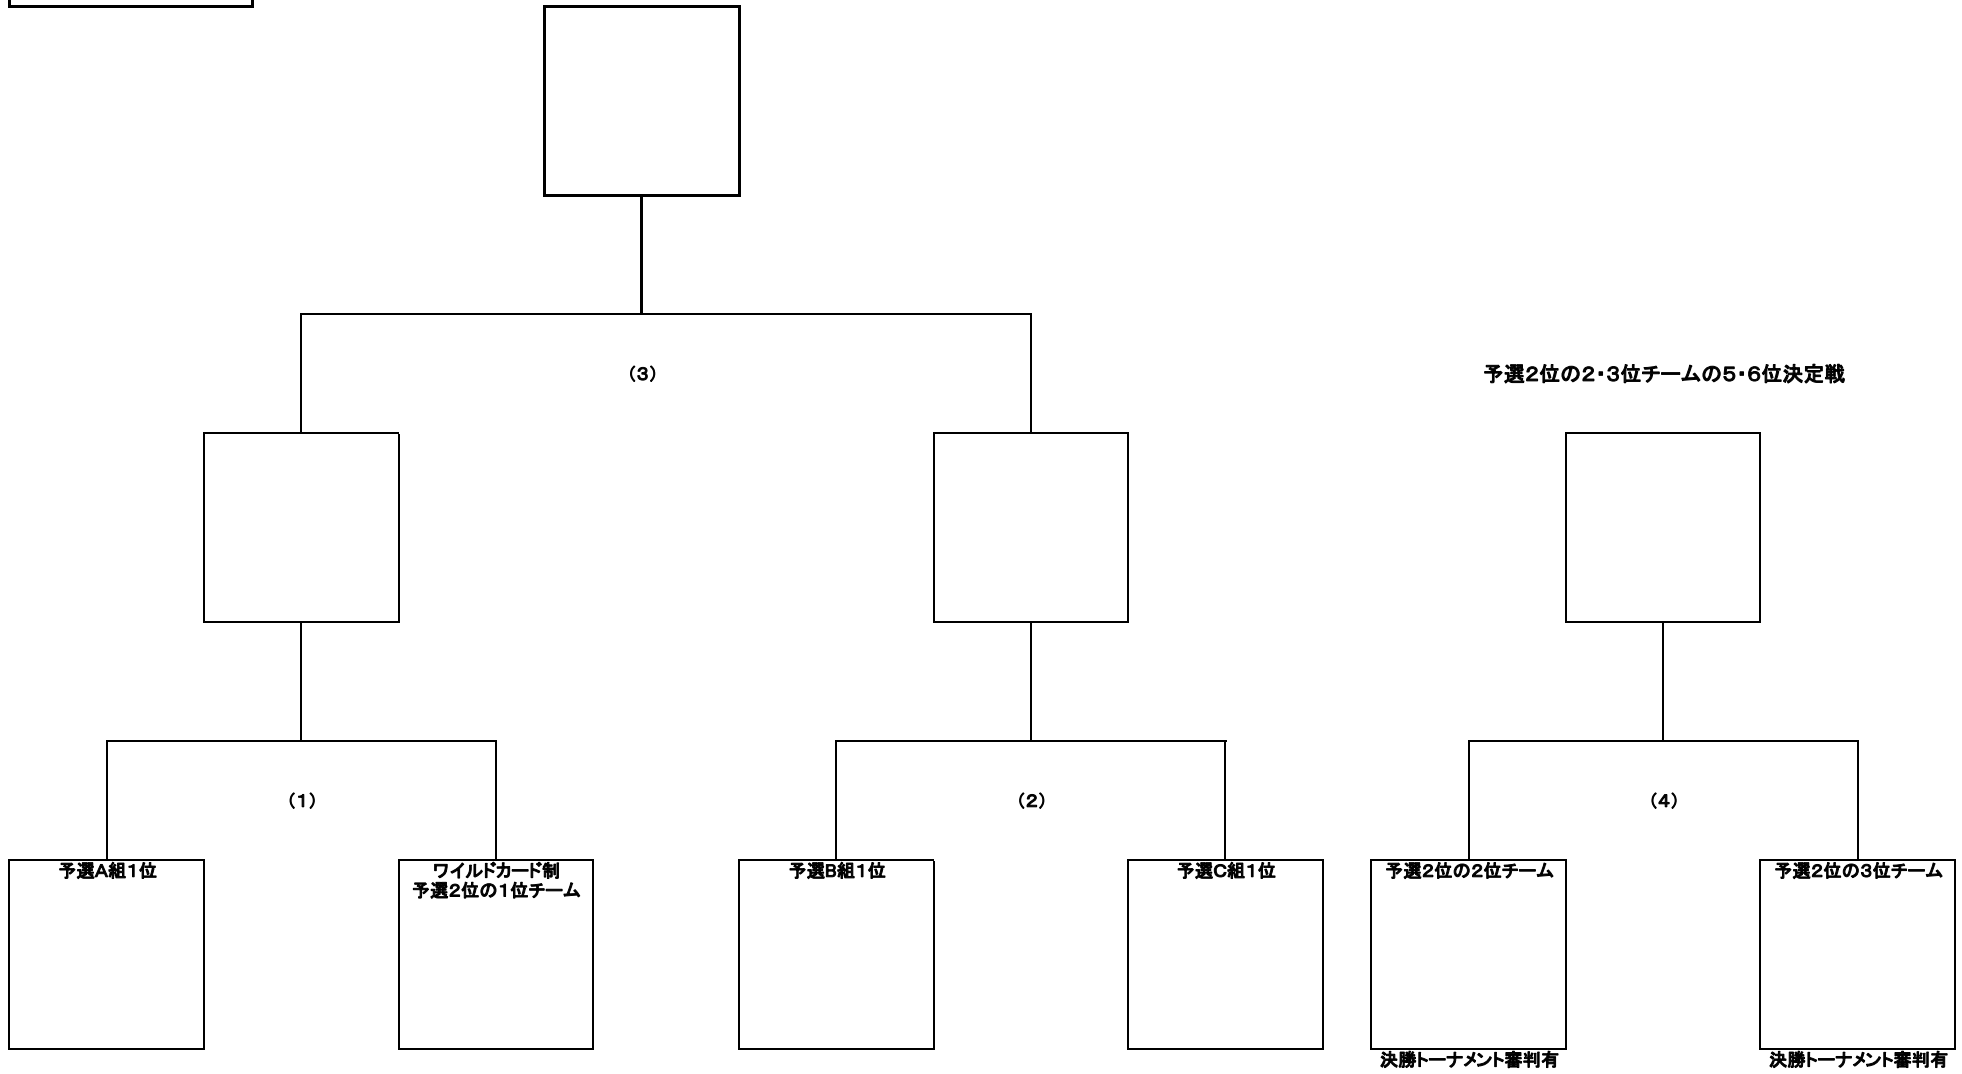 （３）
予選２位の２・３位チームの５・６位決定戦
（１）
（２）
（４）
予選A組１位
ワイルドカード制
予選２位の１位チーム
予選B組１位
予選C組１位
予選２位の２位チーム
予選２位の３位チーム
決勝トーナメント審判有
決勝トーナメント審判有